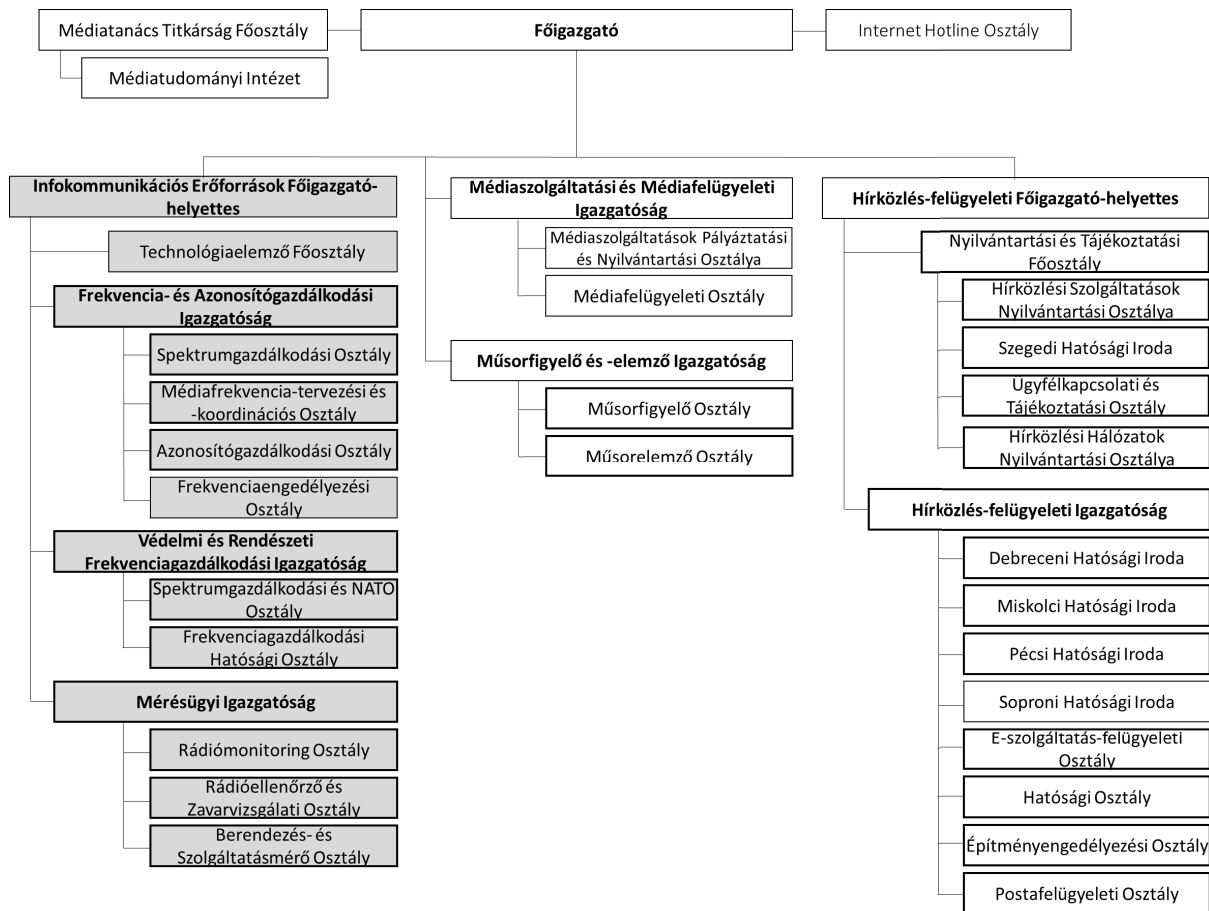 Médiatanács Titkárság Főosztály
Főigazgató
Internet Hotline Osztály
Médiatudományi Intézet
Infokommunikációs Erőforrások Főigazgató-
helyettes
Technológiaelemző Főosztály
Frekvencia- és Azonosítógazdálkodási
Igazgatóság
Spektrumgazdálkodási Osztály
Médiafrekvencia-tervezési és
-koordinációs Osztály
Azonosítógazdálkodási Osztály
Frekvenciaengedélyezési
Osztály
Védelmi és Rendészeti
Frekvenciagazdálkodási Igazgatóság
Spektrumgazdálkodási és NATO
Osztály
Frekvenciagazdálkodási
Hatósági Osztály
Mérésügyi Igazgatóság
Rádiómonitoring Osztály
Rádióellenőrző és
Zavarvizsgálati Osztály
Berendezés- és
Szolgáltatásmérő Osztály
Médiaszolgáltatási és Médiafelügyeleti
Igazgatóság
Médiaszolgáltatások Pályáztatási
és Nyilvántartási Osztálya
Médiafelügyeleti Osztály
Műsorfigyelő és -elemző Igazgatóság
Műsorfigyelő Osztály
Műsorelemző Osztály
Hírközlés-felügyeleti Főigazgató-helyettes
Nyilvántartási és Tájékoztatási
Főosztály
Hírközlési Szolgáltatások
Nyilvántartási Osztálya
Szegedi Hatósági Iroda
Ügyfélkapcsolati és
Tájékoztatási Osztály
Hírközlési Hálózatok
Nyilvántartási Osztálya
Hírközlés-felügyeleti Igazgatóság
Debreceni Hatósági Iroda
Miskolci Hatósági Iroda
Pécsi Hatósági Iroda
Soproni Hatósági Iroda
E-szolgáltatás-felügyeleti
Osztály
Hatósági Osztály
Építményengedélyezési Osztály
Postafelügyeleti Osztály